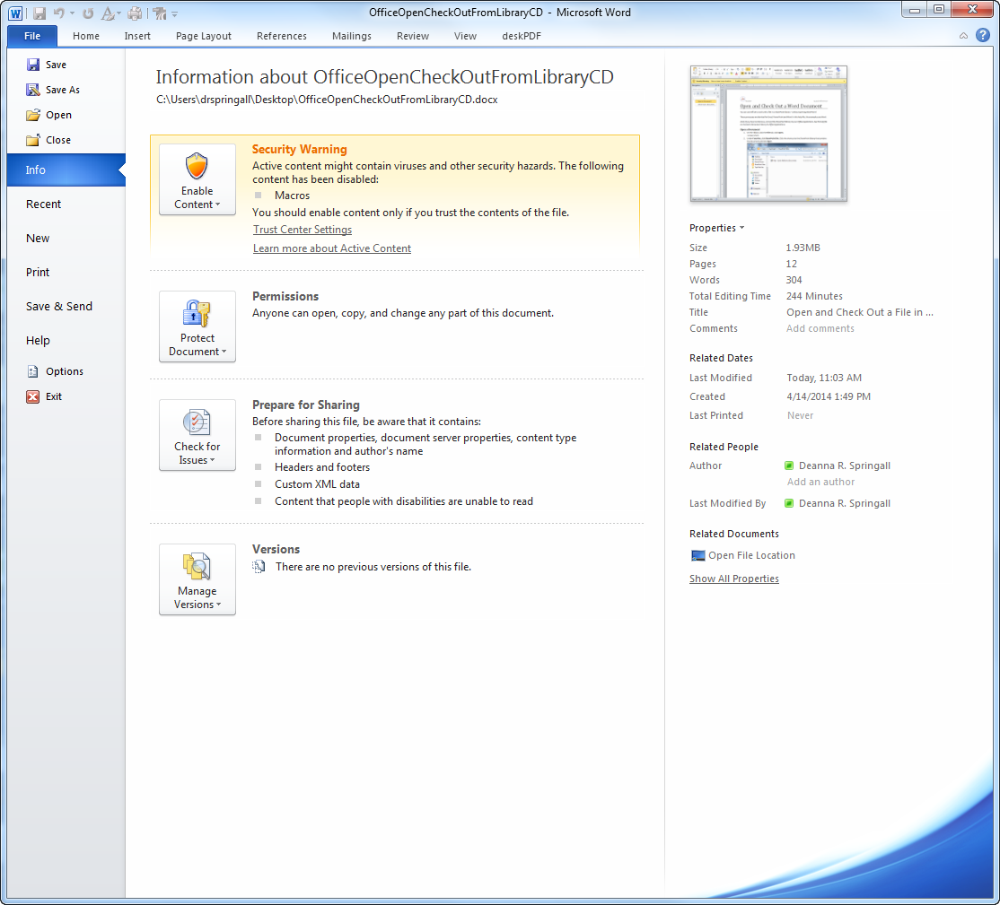 OfficeOpenCheckOutFromLibraryCD - Microsoft Word
File Home Insert Page Layout References Mailings Review View deskPDF
Save
Save As
Open
Close
Info
Recent
New
Print
Save & Send
Help
Options
Exit
Information about OfficeOpenCheckOutFromLibraryCD
C:\Users\drspringall\Desktop\OfficeOpenCheckOutFromLibraryCD.docx
Enable
Content
Security Warning
Active content might contain viruses and other security hazards. The following
content has been disabled:
Macros
You should enable content only if you trust the contents of the file.
Trust Center Settings
Learn more about Active Content
Protect
Document
Permissions
Anyone can open, copy, and change any part of this document.
Check for
Issues
Prepare for Sharing
Before sharing this file, be aware that it contains:
Document properties, document server properties, content type
information and author's name
Headers and footers
Custom XML data
Content that people with disabilities are unable to read
Manage
Versions
Versions
There are no previous versions of this file.
Open and Check Out a Word Document
Properties
Size 1.93MB
Pages 12
Words 304
Total Editing Time 244 Minutes
Title Open and Check Out a File in ...
Comments Add comments
Related Dates
Last Modified Today, 11:03 AM
Created 4/14/2014 1:49 PM
Last Printed Never
Related People
Author Deanna R. Springall
Add an author
Last Modified By Deanna R. Springall
Related Documents
Open File Location
Show All Properties